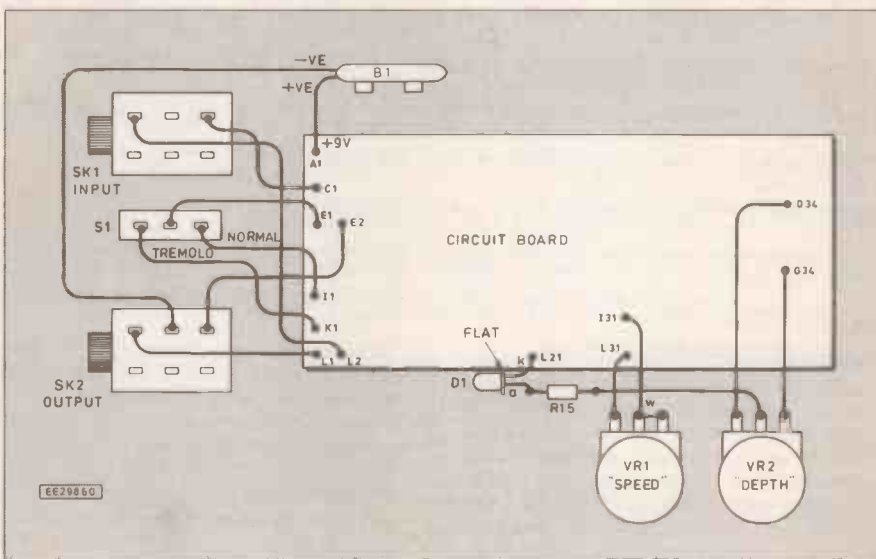 −VE
B1
+VE
+9V
A1
SK1
INPUT
C1
S1
E1
E2
NORMAL
TREMOLO
CIRCUIT BOARD
D34
G34
I1
K1
L1
L2
SK2
OUTPUT
FLAT
k
L21
D1
a
R15
I31
L31
w
VR1
"SPEED"
VR2
"DEPTH"
EE29860